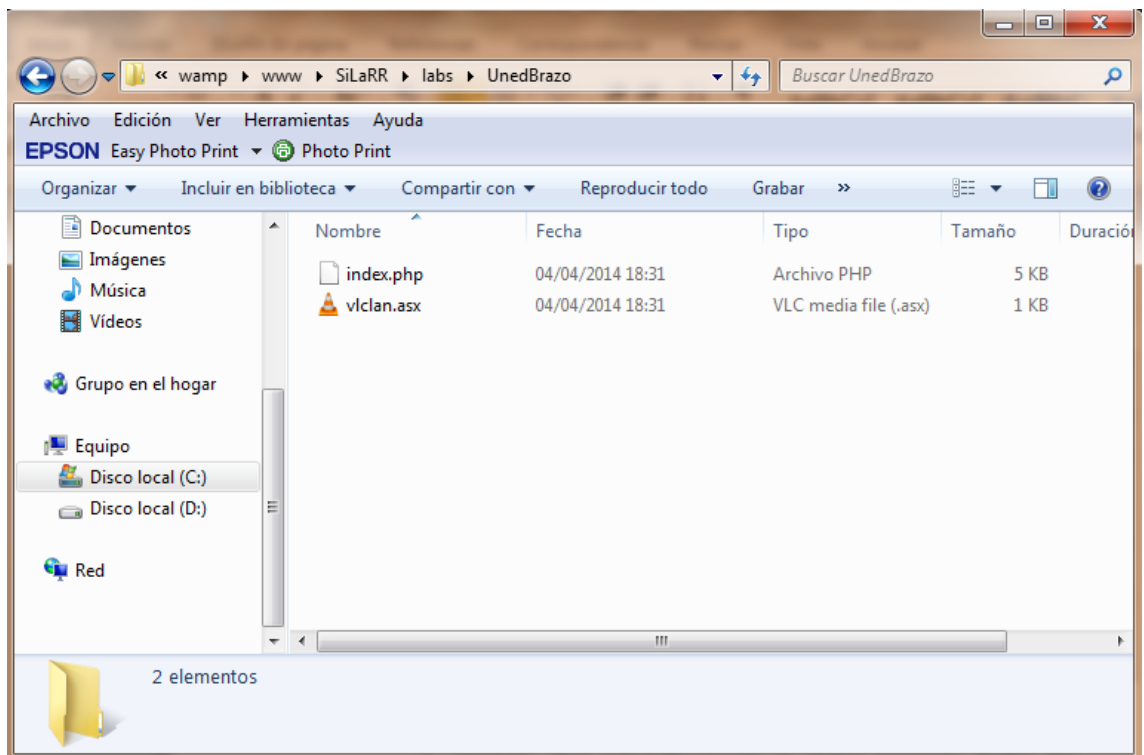 « wamp ▸ www ▸ SiLaRR ▸ labs ▸ UnedBrazo Buscar UnedBrazo
Archivo Edición Ver Herramientas Ayuda
EPSON Easy Photo Print Photo Print
Organizar Incluir en biblioteca Compartir con Reproducir todo Grabar »
Documentos
Imágenes
Música
Vídeos
Grupo en el hogar
Equipo
Disco local (C:)
Disco local (D:)
Red
Nombre Fecha Tipo Tamaño Duració
index.php 04/04/2014 18:31 Archivo PHP 5 KB
vlclan.asx 04/04/2014 18:31 VLC media file (.asx) 1 KB
2 elementos